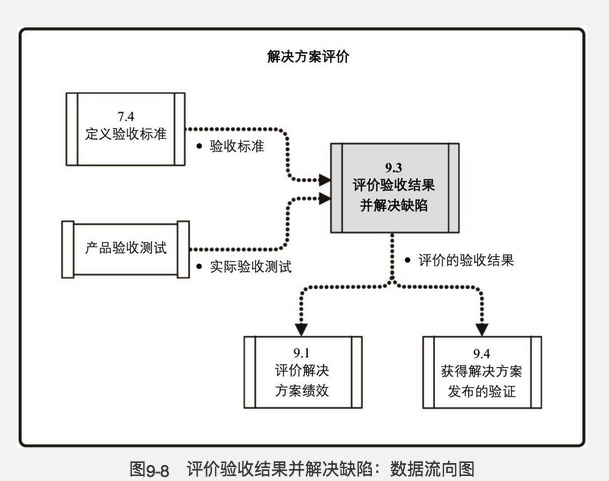 解决方案评价
7.4
定义验收标准
• 验收标准
9.3
评价验收结果
并解决缺陷
产品验收测试
• 实际验收测试
• 评价的验收结果
9.1
评价解决
方案绩效
9.4
获得解决方案
发布的验证
图9-8 评价验收结果并解决缺陷：数据流向图